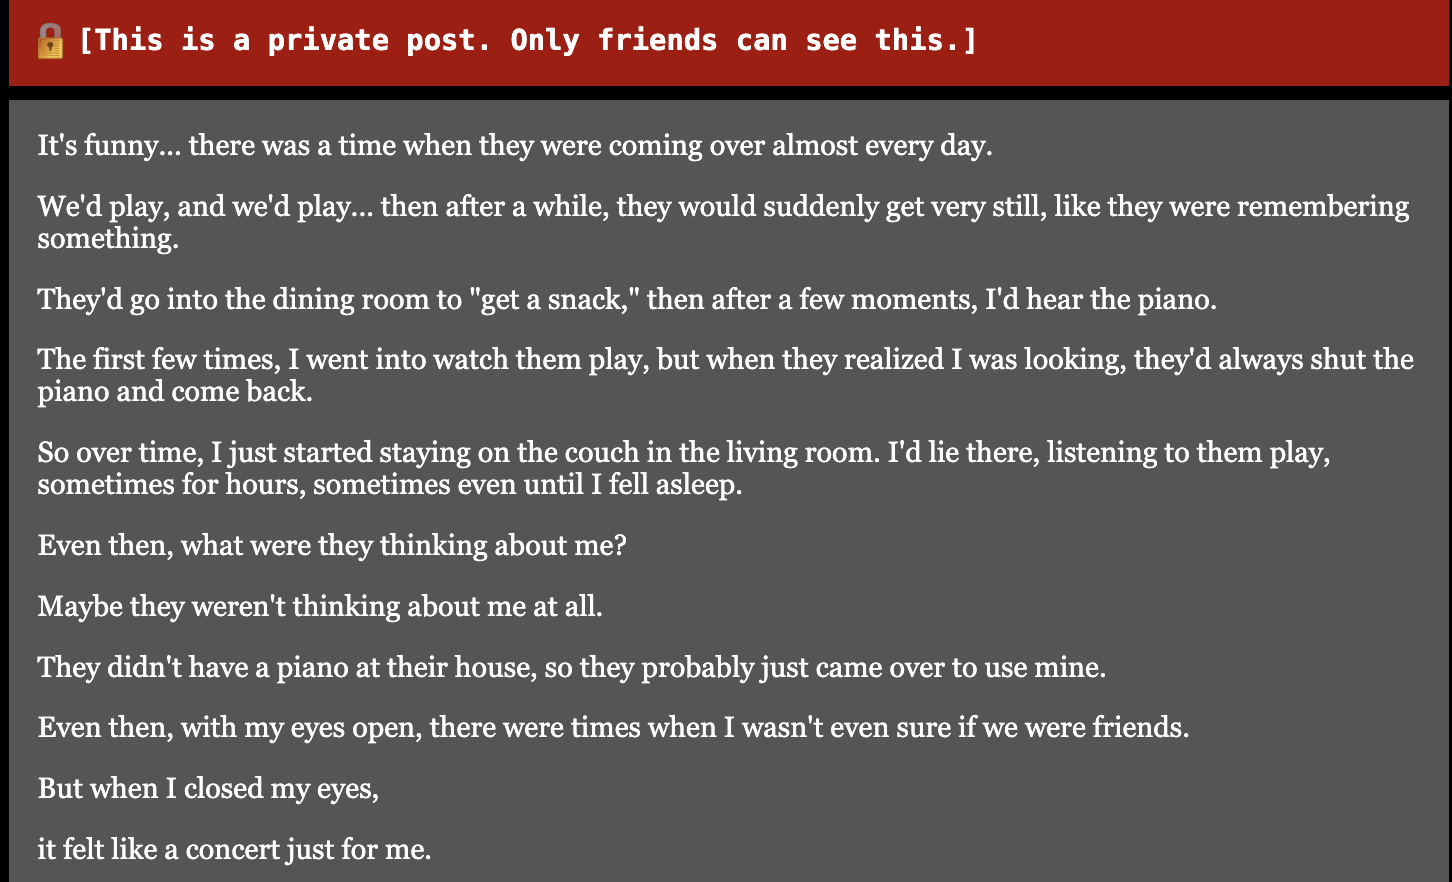 [This is a private post. Only friends can see this.]
It's funny... there was a time when they were coming over almost every day.
We'd play, and we'd play... then after a while, they would suddenly get very still, like they were remembering
something.
They'd go into the dining room to "get a snack," then after a few moments, I'd hear the piano.
The first few times, I went into watch them play, but when they realized I was looking, they'd always shut the
piano and come back.
So over time, I just started staying on the couch in the living room. I'd lie there, listening to them play,
sometimes for hours, sometimes even until I fell asleep.
Even then, what were they thinking about me?
Maybe they weren't thinking about me at all.
They didn't have a piano at their house, so they probably just came over to use mine.
Even then, with my eyes open, there were times when I wasn't even sure if we were friends.
But when I closed my eyes,
it felt like a concert just for me.